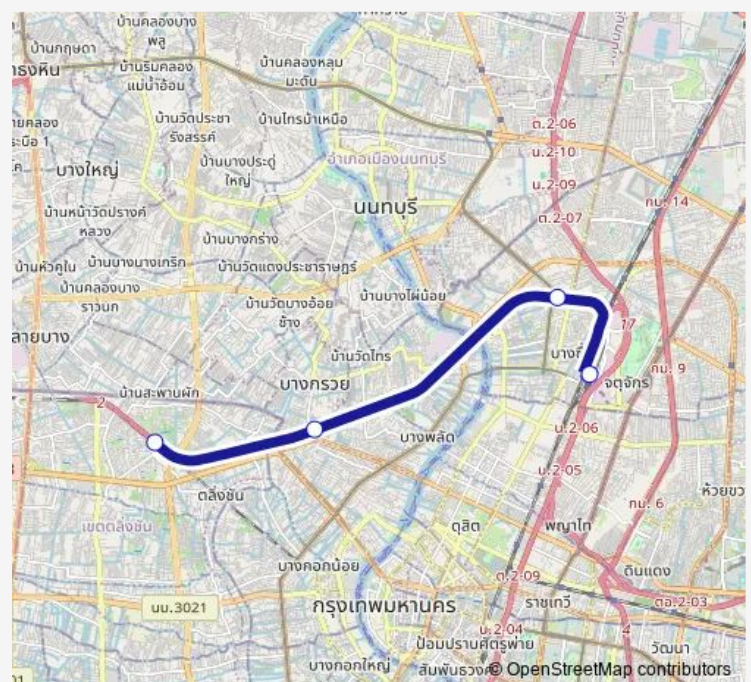 บ้านคลองบาง
พลู
บ้านกฤษดา
บ้านคลองหลุม
มะดัน
บ้านริมคลอง
แม่น้ำอ้อม
บ้านวัดประชา
รังสรรค์
บ้านไทรม้าเหนือ
ต.2-06
น.2-10
บางใหญ่
บ้านบางประดู่
ใหญ่
อำเภอเมืองนนทบุรี
น.2-09
นนทบุรี
กม. 14
ต.2-07
บ้านหน้าวัดปรางค์
หลวง
บ้านบางกร่าง
บ้านหัวคูใน
บ้านบางนางเกริก
บ้านวัดแดงประชาราษฎร์
บ้านคลองบาง
ราวนก
บ้านวัดบางอ้อย
ช้าง
บ้านบางไผ่น้อย
17
บ้านวัดไทร
บางกรวย
กม. 9
จตุจักร
บ้านสะพานผัก
2
น.2-06
บางพลัด
น.2-05
ตลิ่งชัน
กม. 6
เขตตลิ่งชัน
ดุสิต
พญาไท
บางกอกน้อย
ดินแดง
ต.2-09
นบ.3021
กรุงเทพมหานคร
ราชเทวี
ตอ.2-03
น.2-04
4
ป้อมปราบศัตรูพ่าย
วัฒนา
บางกอกใหญ่
สัมพันธวงศ์
© OpenStreetMap contributors